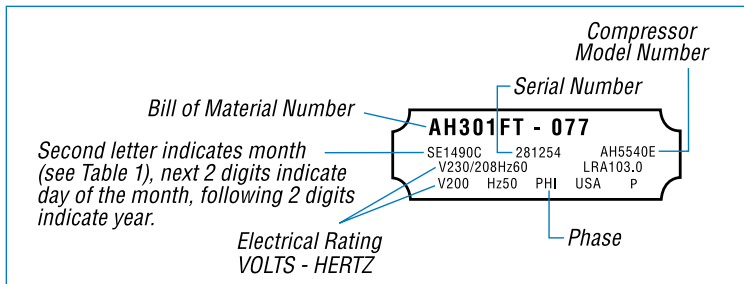 Compressor
Model Number
Serial Number
Bill of Material Number
AH301FT - 077
Second letter indicates month
(see Table 1), next 2 digits indicate
day of the month, following 2 digits
indicate year.
SE1490C 281254 AH5540E
V230/208Hz60 LRA103.0
V200 Hz50 PHI USA P
Electrical Rating
VOLTS - HERTZ
Phase